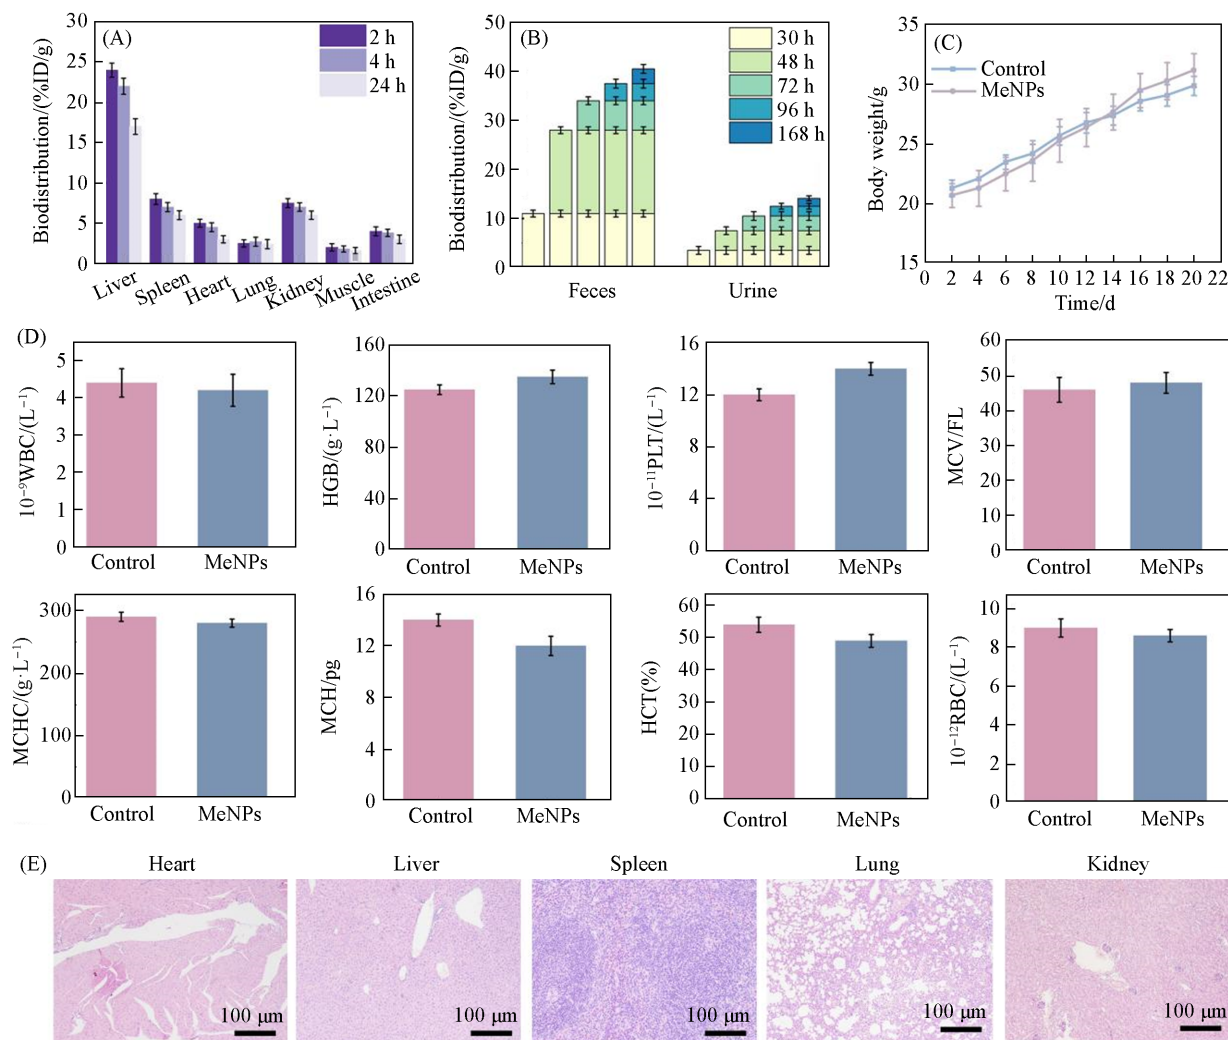 (A)
Biodistribution/(%ID/g)
30
25
20
15
10
5
0
2 h
4 h
24 h
Liver
Spleen
Heart
Lung
Kidney
Muscle
Intestine
(B)
Biodistribution/(%ID/g)
50
40
30
20
10
0
30 h
48 h
72 h
96 h
168 h
Feces
Urine
(C)
Body weight/g
35
30
25
20
15
Control
MeNPs
0 2 4 6 8 10 12 14 16 18 20 22
Time/d
(D)
10⁻⁹WBC/(L⁻¹)
5
4
3
2
1
0
Control MeNPs
HGB/(g·L⁻¹)
160
120
80
40
0
Control MeNPs
10⁻¹¹PLT/(L⁻¹)
16
12
8
4
0
Control MeNPs
MCV/FL
60
50
40
30
20
10
0
Control MeNPs
MCHC/(g·L⁻¹)
300
200
100
0
Control MeNPs
MCH/pg
16
12
8
4
0
Control MeNPs
HCT(%)
60
50
40
30
20
10
0
Control MeNPs
10⁻¹²RBC/(L⁻¹)
10
8
6
4
2
0
Control MeNPs
(E)
Heart Liver Spleen Lung Kidney
100 μm 100 μm 100 μm 100 μm 100 μm